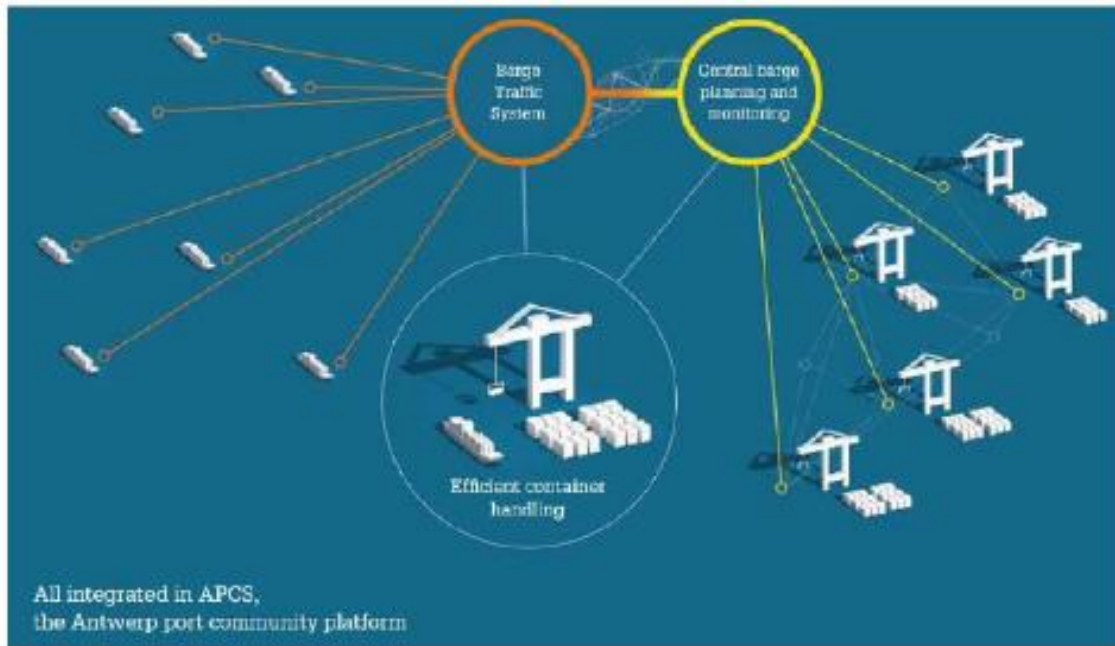 Barge
Traffic
System
Central barge
planning and
monitoring
Efficient container
handling
All integrated in APCS,
the Antwerp port community platform